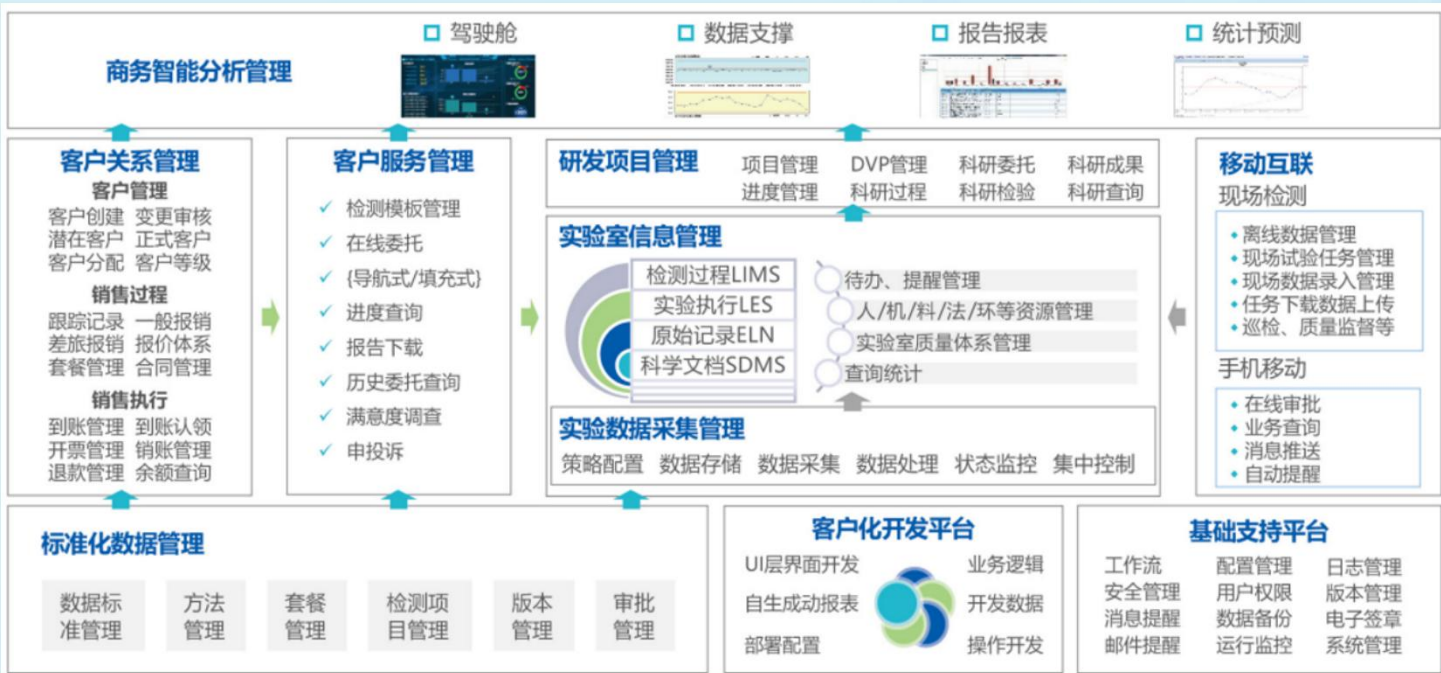 驾驶舱
数据支撑
报告报表
统计预测
商务智能分析管理
客户关系管理
客户管理
客户创建 变更审核
潜在客户 正式客户
客户分配 客户等级
销售过程
跟踪记录 一般报销
差旅报销 报价体系
套餐管理 合同管理
销售执行
到账管理 到账认领
开票管理 销账管理
退款管理 余额查询
客户服务管理
检测模板管理
在线委托
{导航式/填充式}
进度查询
报告下载
历史委托查询
满意度调查
申投诉
研发项目管理
项目管理 DVP管理 科研委托 科研成果
进度管理 科研过程 科研检验 科研查询
实验室信息管理
检测过程LIMS
实验执行LES
原始记录ELN
科学文档SDMS
待办、提醒管理
人/机/料/法/环等资源管理
实验室质量体系管理
查询统计
实验数据采集管理
策略配置 数据存储 数据采集 数据处理 状态监控 集中控制
移动互联
现场检测
离线数据管理
现场试验任务管理
现场数据录入管理
任务下载数据上传
巡检、质量监督等
手机移动
在线审批
业务查询
消息推送
自动提醒
标准化数据管理
数据标
准管理
方法
管理
套餐
管理
检测项
目管理
版本
管理
审批
管理
客户化开发平台
UI层界面开发 业务逻辑
自生成动报表 开发数据
部署配置 操作开发
基础支持平台
工作流 配置管理 日志管理
安全管理 用户权限 版本管理
消息提醒 数据备份 电子签章
邮件提醒 运行监控 系统管理